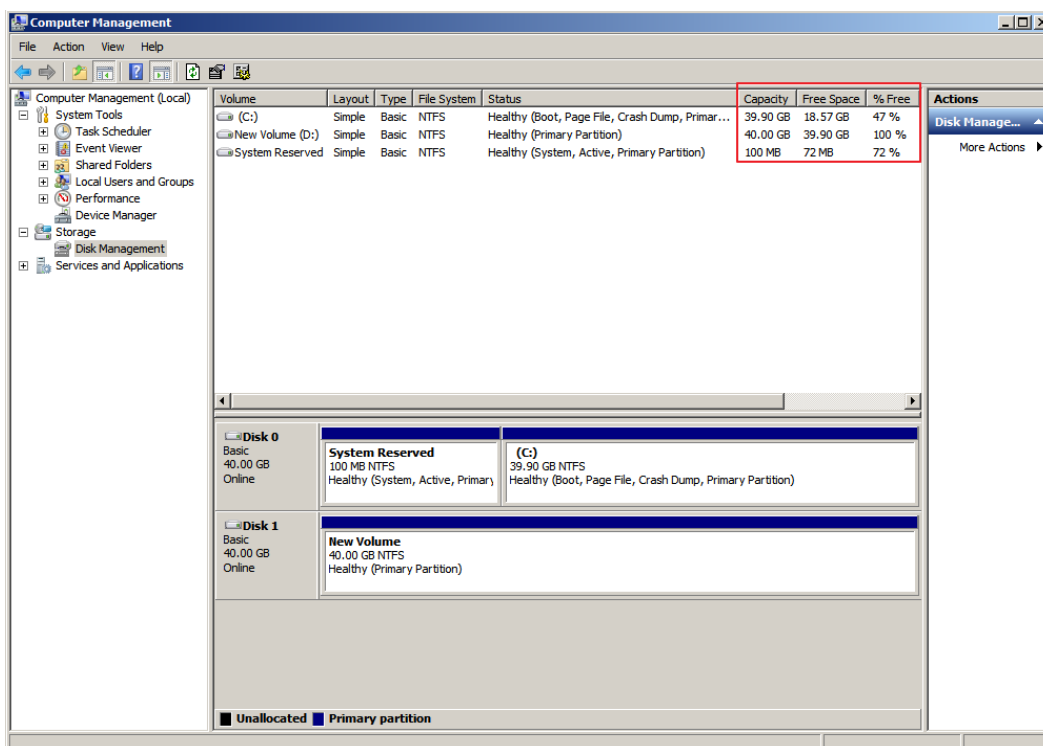 Computer Management
File Action View Help
Computer Management (Local)
System Tools
Task Scheduler
Event Viewer
Shared Folders
Local Users and Groups
Performance
Device Manager
Storage
Disk Management
Services and Applications
Volume Layout Type File System Status Capacity Free Space % Free
(C:) Simple Basic NTFS Healthy (Boot, Page File, Crash Dump, Primar... 39.90 GB 18.57 GB 47 %
New Volume (D:) Simple Basic NTFS Healthy (Primary Partition) 40.00 GB 39.90 GB 100 %
System Reserved Simple Basic NTFS Healthy (System, Active, Primary Partition) 100 MB 72 MB 72 %
Actions
Disk Manage...
More Actions
Disk 0
Basic
40.00 GB
Online
System Reserved
100 MB NTFS
Healthy (System, Active, Primary
(C:)
39.90 GB NTFS
Healthy (Boot, Page File, Crash Dump, Primary Partition)
Disk 1
Basic
40.00 GB
Online
New Volume
40.00 GB NTFS
Healthy (Primary Partition)
Unallocated Primary partition